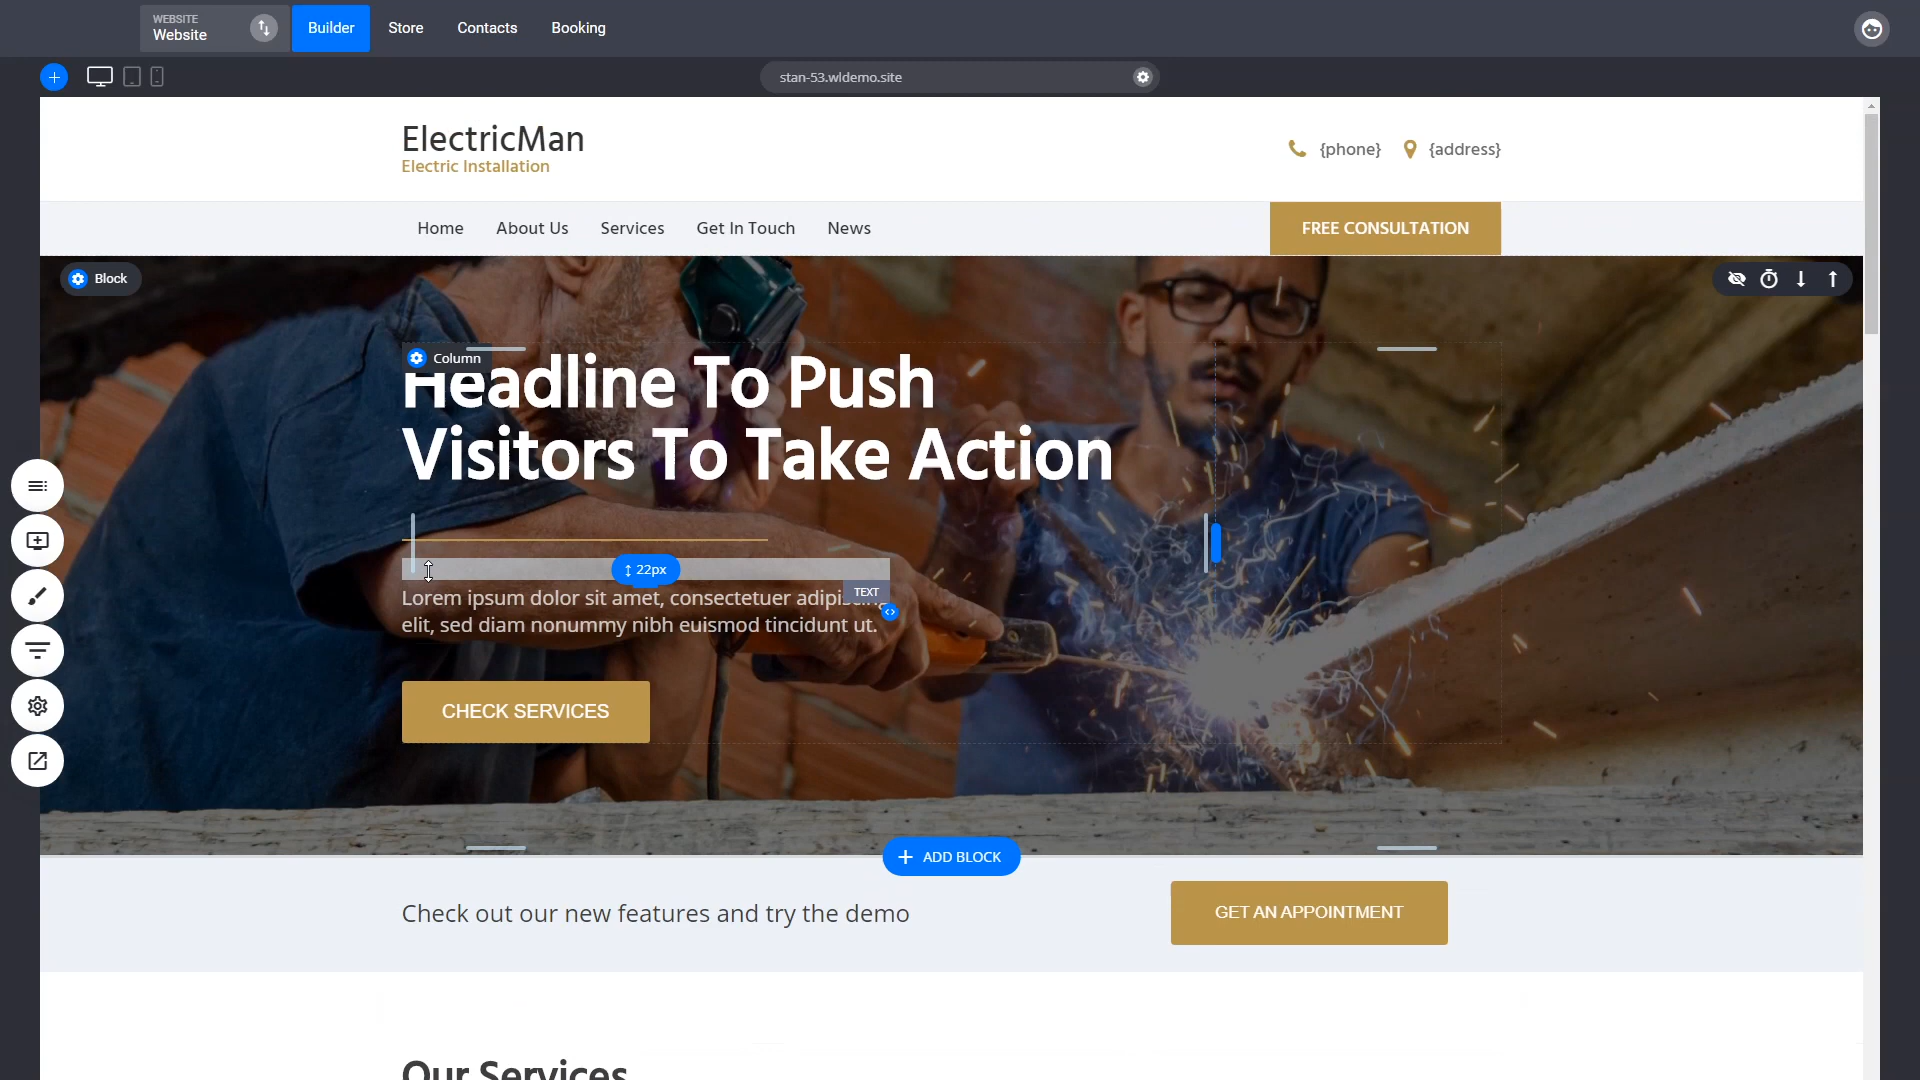 WEBSITE
Website
Builder
Store
Contacts
Booking
stan-53.wldemo.site
ElectricMan
Electric Installation
{phone}
{address}
Home
About Us
Services
Get In Touch
News
FREE CONSULTATION
Block
Column
Headline To Push
Visitors To Take Action
22px
TEXT
Lorem ipsum dolor sit amet, consectetuer adipiscing
elit, sed diam nonummy nibh euismod tincidunt ut.
CHECK SERVICES
ADD BLOCK
Check out our new features and try the demo
GET AN APPOINTMENT
Our Services